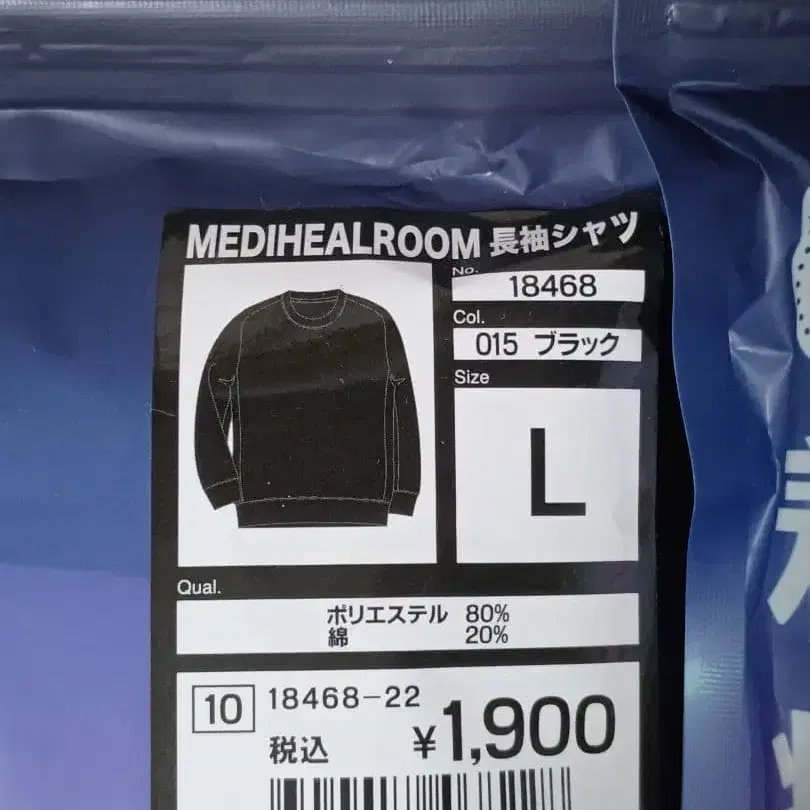 MEDIHEALROOM 長袖シャツ
No.
18468
Col.
015 ブラック
Size
L
Qual.
ポリエステル 80%
綿 20%
10 18468-22
税込 ¥1,900